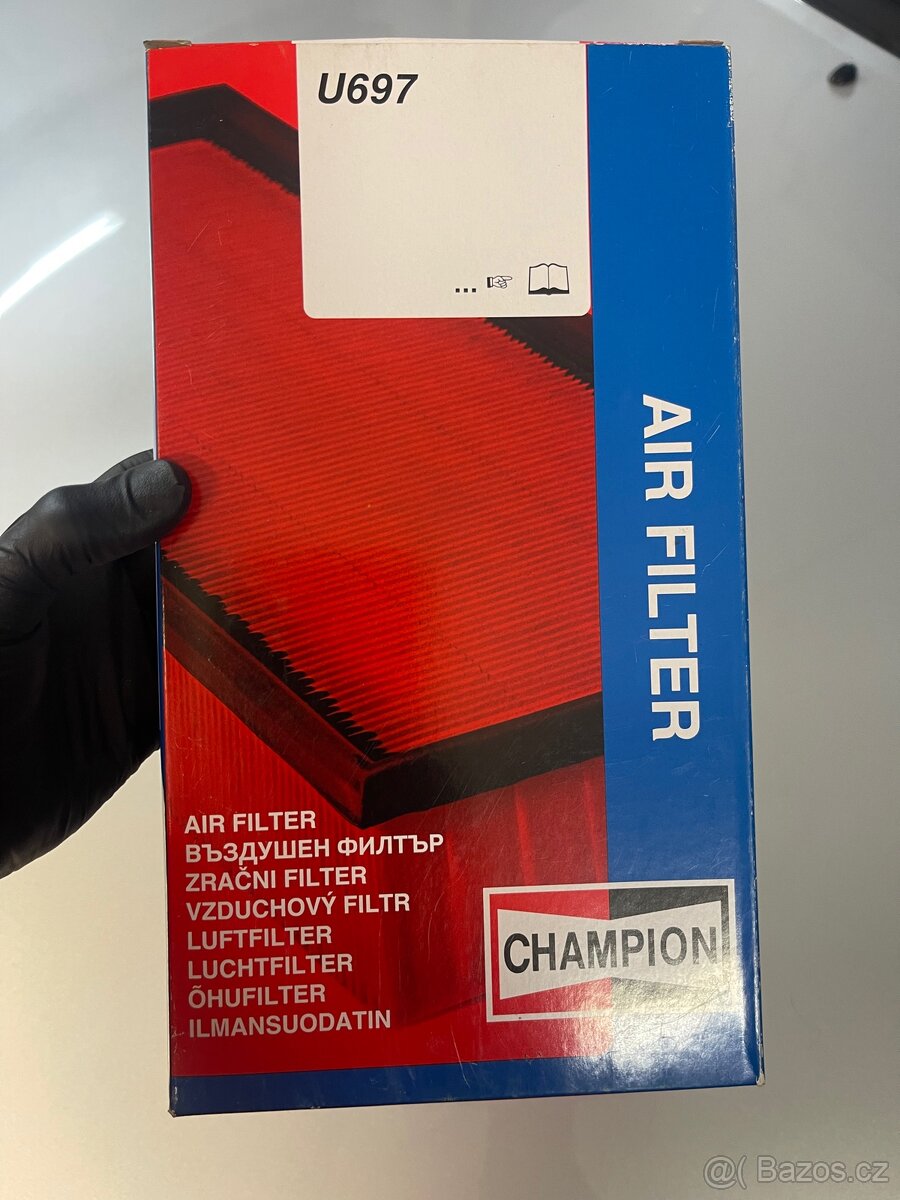 U697
...
AIR FILTER
AIR FILTER
ВЪЗДУШЕН ФИЛТЪР
ZRAČNI FILTER
VZDUCHOVÝ FILTR
LUFTFILTER
LUCHTFILTER
ÕHUFILTER
ILMANSUODATIN
CHAMPION
@( Bazos.cz